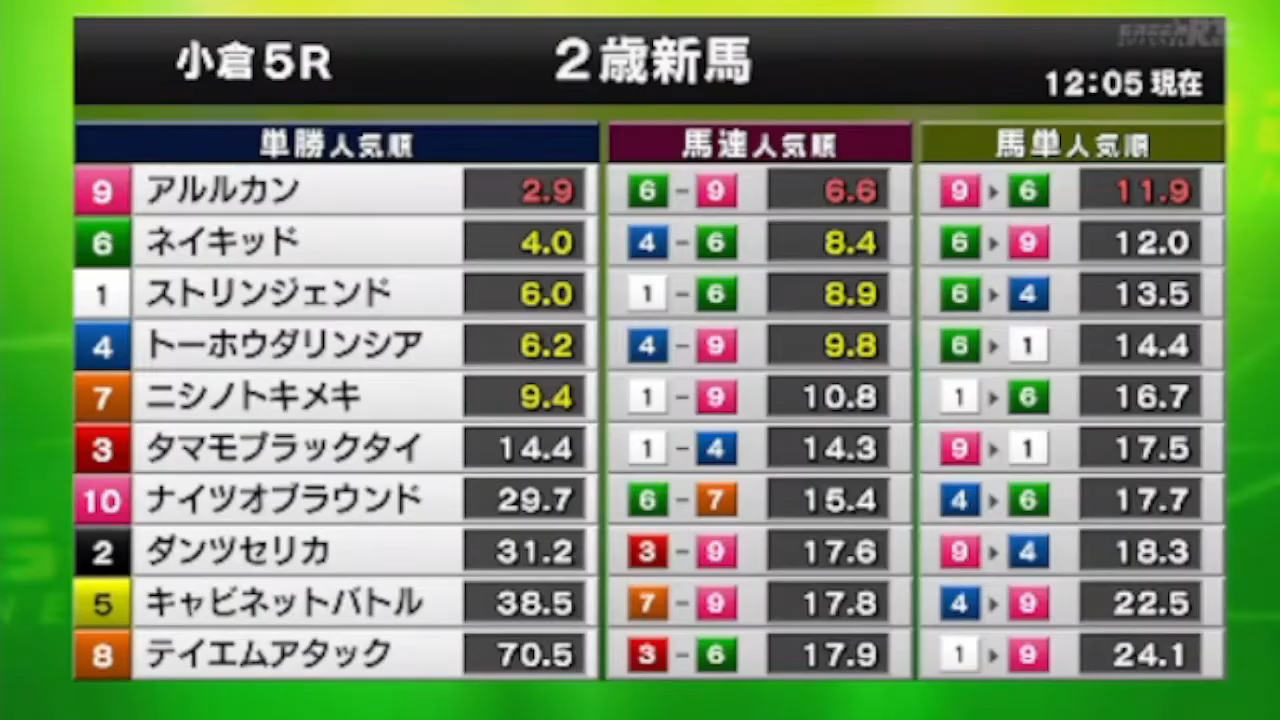 小倉5R 2歳新馬 12:05現在
単勝人気順 馬連人気順 馬単人気順
9 アルルカン 2.9 6-9 6.6 9▶6 11.9
6 ネイキッド 4.0 4-6 8.4 6▶9 12.0
1 ストリンジェンド 6.0 1-6 8.9 6▶4 13.5
4 トーホウダリンシア 6.2 4-9 9.8 6▶1 14.4
7 ニシノトキメキ 9.4 1-9 10.8 1▶6 16.7
3 タマモブラックタイ 14.4 1-4 14.3 9▶1 17.5
10 ナイツオブラウンド 29.7 6-7 15.4 4▶6 17.7
2 ダンツセリカ 31.2 3-9 17.6 9▶4 18.3
5 キャビネットバトル 38.5 7-9 17.8 4▶9 22.5
8 テイエムアタック 70.5 3-6 17.9 1▶9 24.1